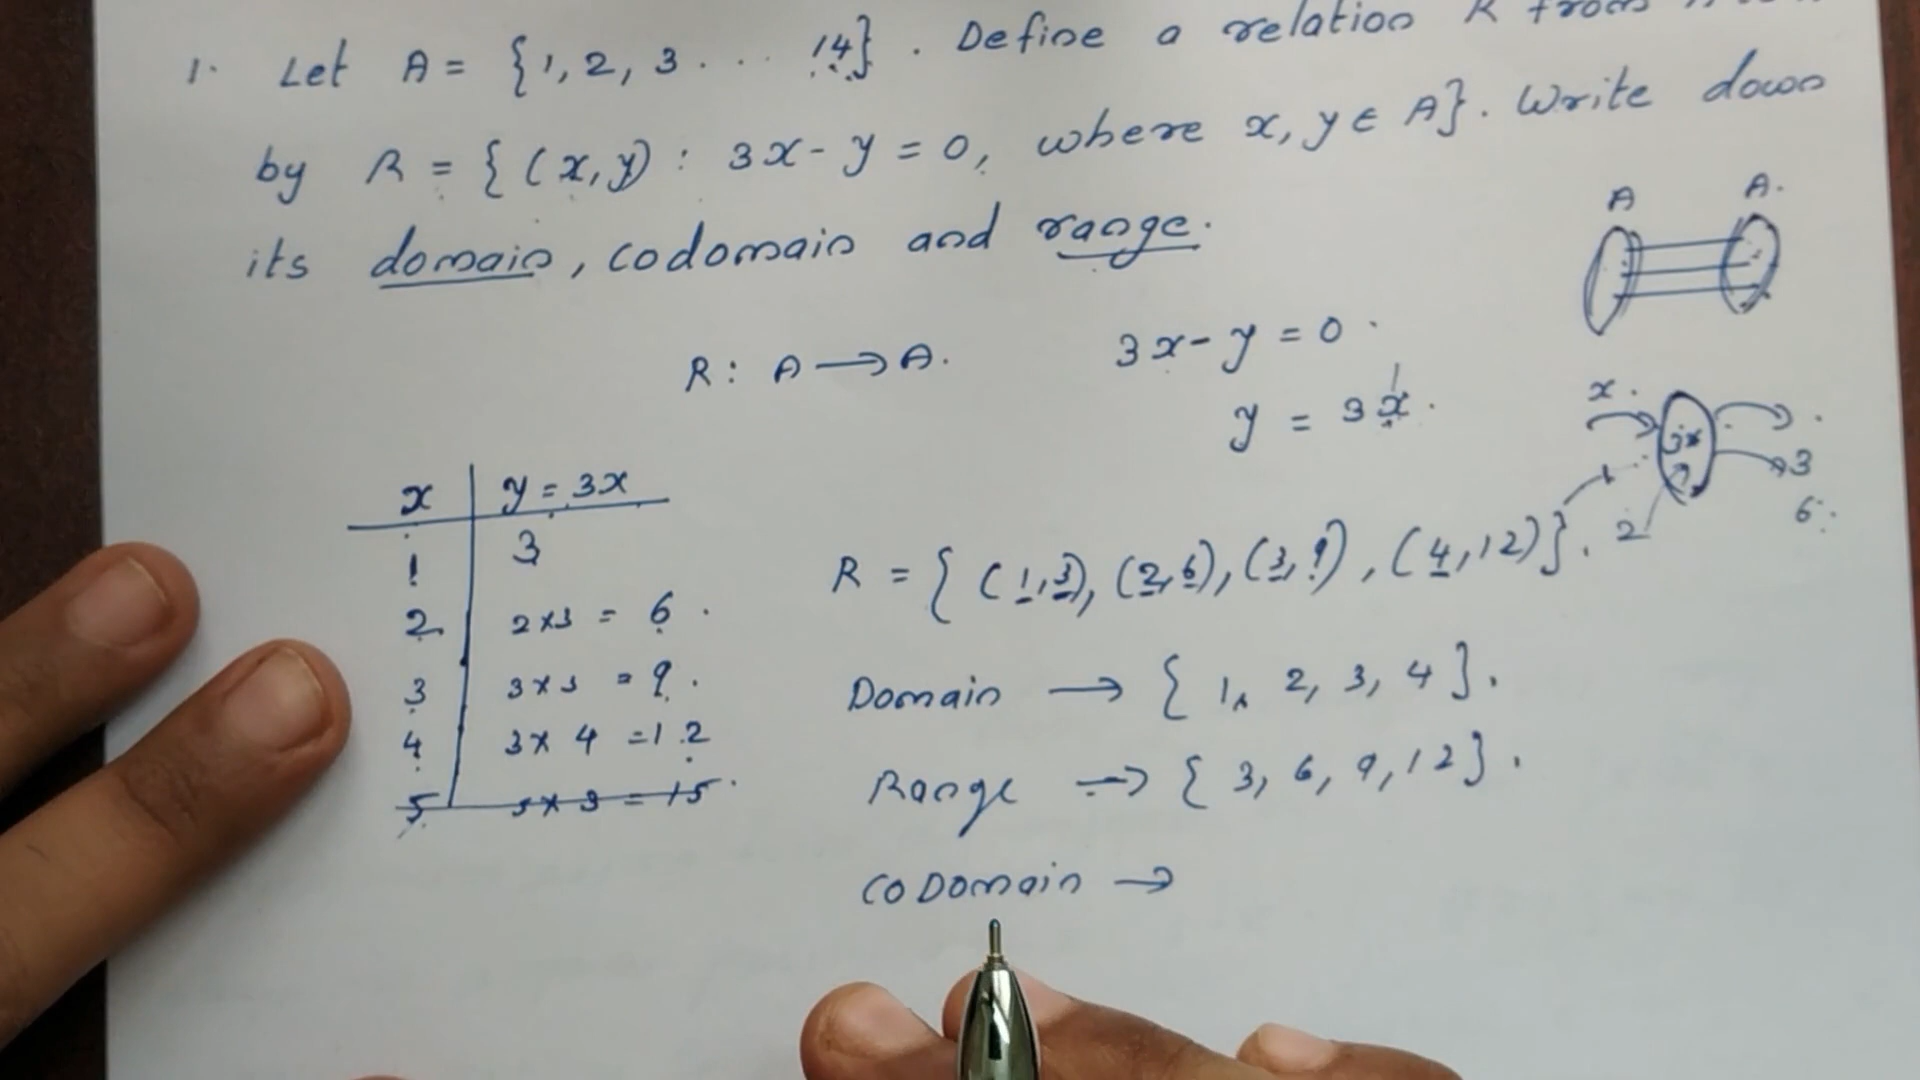 1. Let A = {1, 2, 3 ... 14}. Define a relation R from
by R = {(x, y) : 3x - y = 0, where x, y ∈ A}. Write down
its domain, codomain and range.
A A.
R : A → A.
3x - y = 0.
y = 3x.
x.
3x
3
6.
2
x | y = 3x
1 3
2 2 x 3 = 6.
3 3 x 3 = 9.
4 3 x 4 = 12
5 5 x 3 = 15.
R = {(1, 3), (2, 6), (3, 9), (4, 12)}.
Domain → {1, 2, 3, 4}.
Range → {3, 6, 9, 12}.
CODomain →